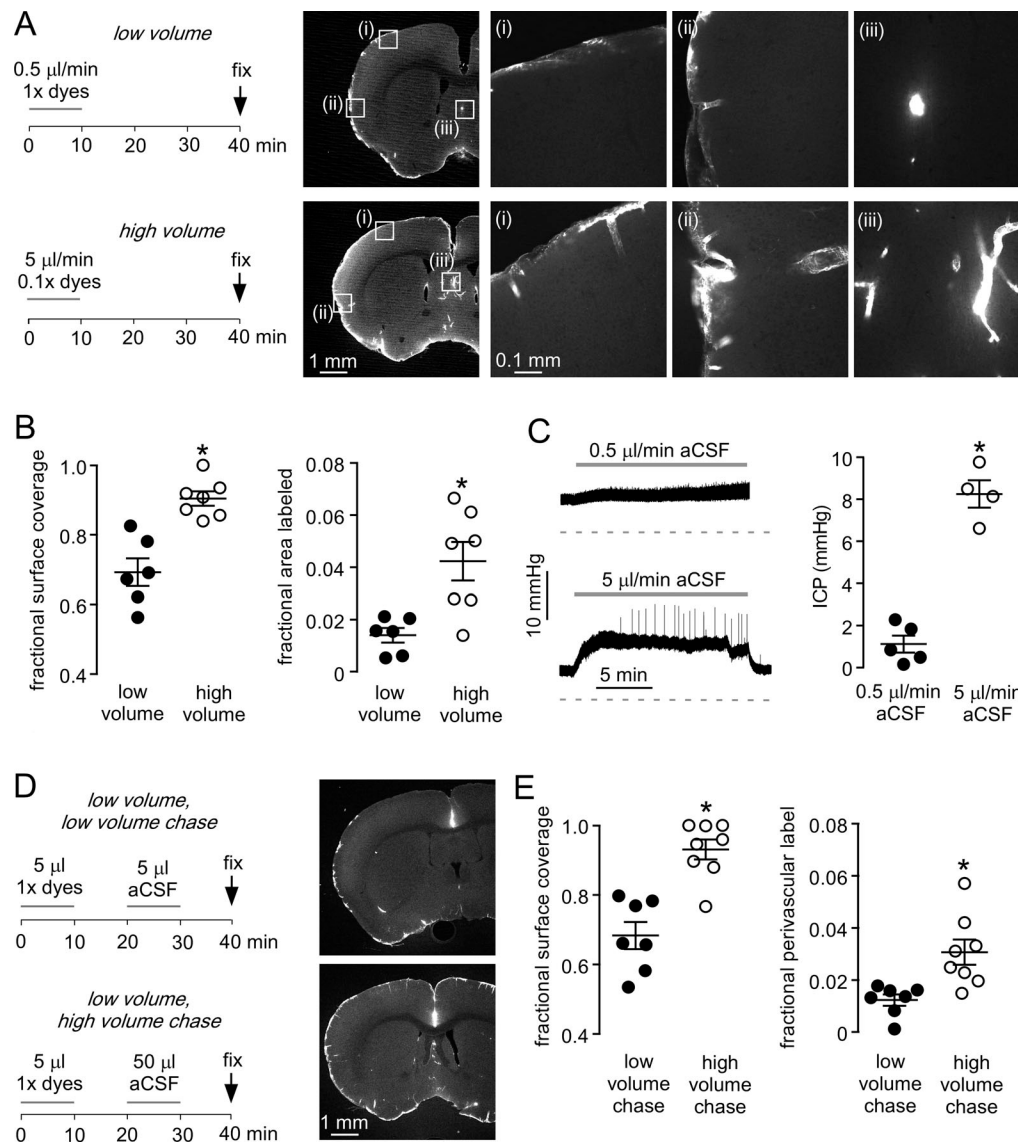 A
low volume
0.5 μl/min
1x dyes
fix
0 10 20 30 40 min
(i)
(ii)
(iii)
(i)
(ii)
(iii)
high volume
5 μl/min
0.1x dyes
fix
0 10 20 30 40 min
(i)
(iii)
(ii)
1 mm
(i)
0.1 mm
(ii)
(iii)
B
fractional surface coverage
1.0
0.8
0.6
0.4
*
low
volume
high
volume
fractional area labeled
0.08
0.06
0.04
0.02
0
*
low
volume
high
volume
C
0.5 μl/min aCSF
10 mmHg
5 μl/min aCSF
5 min
ICP (mmHg)
10
8
6
4
2
0
*
0.5 μl/min
aCSF
5 μl/min
aCSF
D
low volume,
low volume chase
5 μl
1x dyes
5 μl
aCSF
fix
0 10 20 30 40 min
low volume,
high volume chase
5 μl
1x dyes
50 μl
aCSF
fix
0 10 20 30 40 min
1 mm
E
fractional surface coverage
1.0
0.8
0.6
0.4
*
low
volume
chase
high
volume
chase
fractional perivascular label
0.08
0.06
0.04
0.02
0
*
low
volume
chase
high
volume
chase